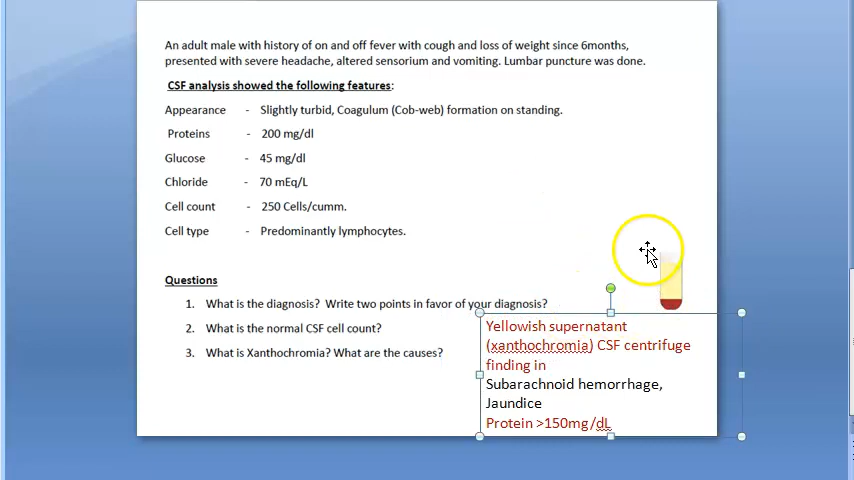 An adult male with history of on and off fever with cough and loss of weight since 6months,
presented with severe headache, altered sensorium and vomiting. Lumbar puncture was done.
CSF analysis showed the following features:
Appearance - Slightly turbid, Coagulum (Cob-web) formation on standing.
Proteins - 200 mg/dl
Glucose - 45 mg/dl
Chloride - 70 mEq/L
Cell count - 250 Cells/cumm.
Cell type - Predominantly lymphocytes.
Questions
1. What is the diagnosis? Write two points in favor of your diagnosis?
2. What is the normal CSF cell count?
3. What is Xanthochromia? What are the causes?
Yellowish supernatant
(xanthochromia) CSF centrifuge
finding in
Subarachnoid hemorrhage,
Jaundice
Protein >150mg/dL